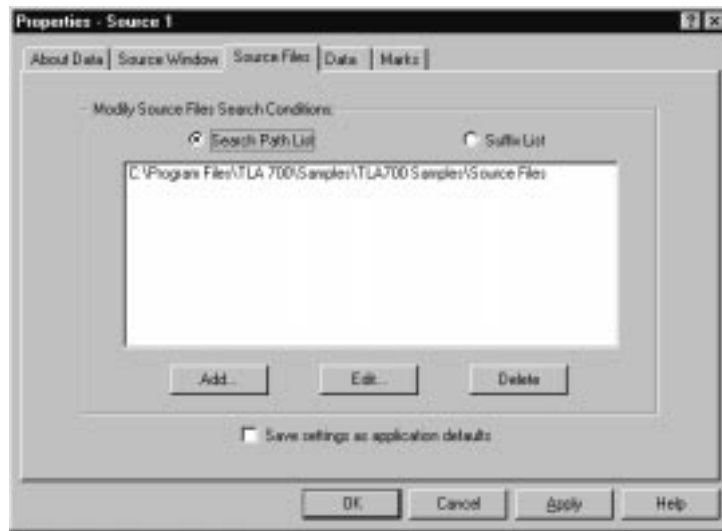 Properties - Source 1
About Data Source Window Source Files Data Marks
Modify Source Files Search Conditions:
Search Path List Suffix List
C:\Program Files\TLA 700\Samples\TLA700 Samples\Source Files
Add... Edit... Delete
Save settings as application defaults
OK Cancel Apply Help